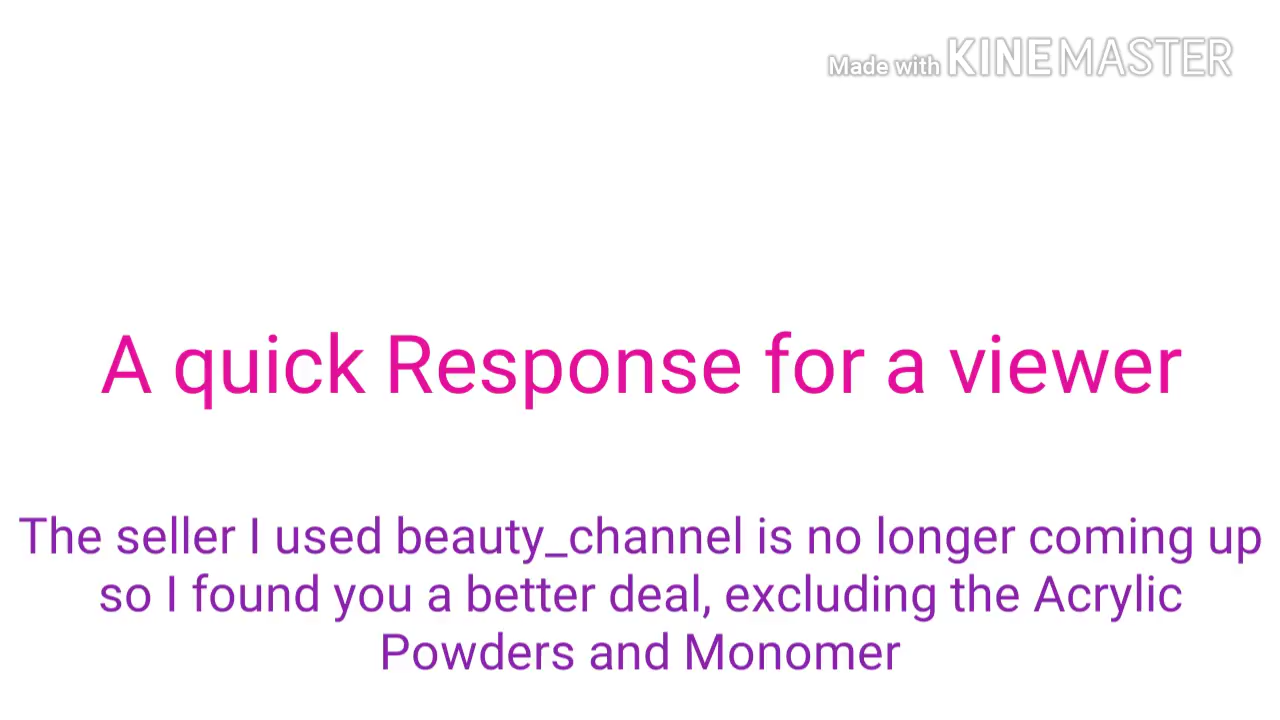 Made with KINEMASTER
A quick Response for a viewer
The seller I used beauty_channel is no longer coming up
so I found you a better deal, excluding the Acrylic
Powders and Monomer